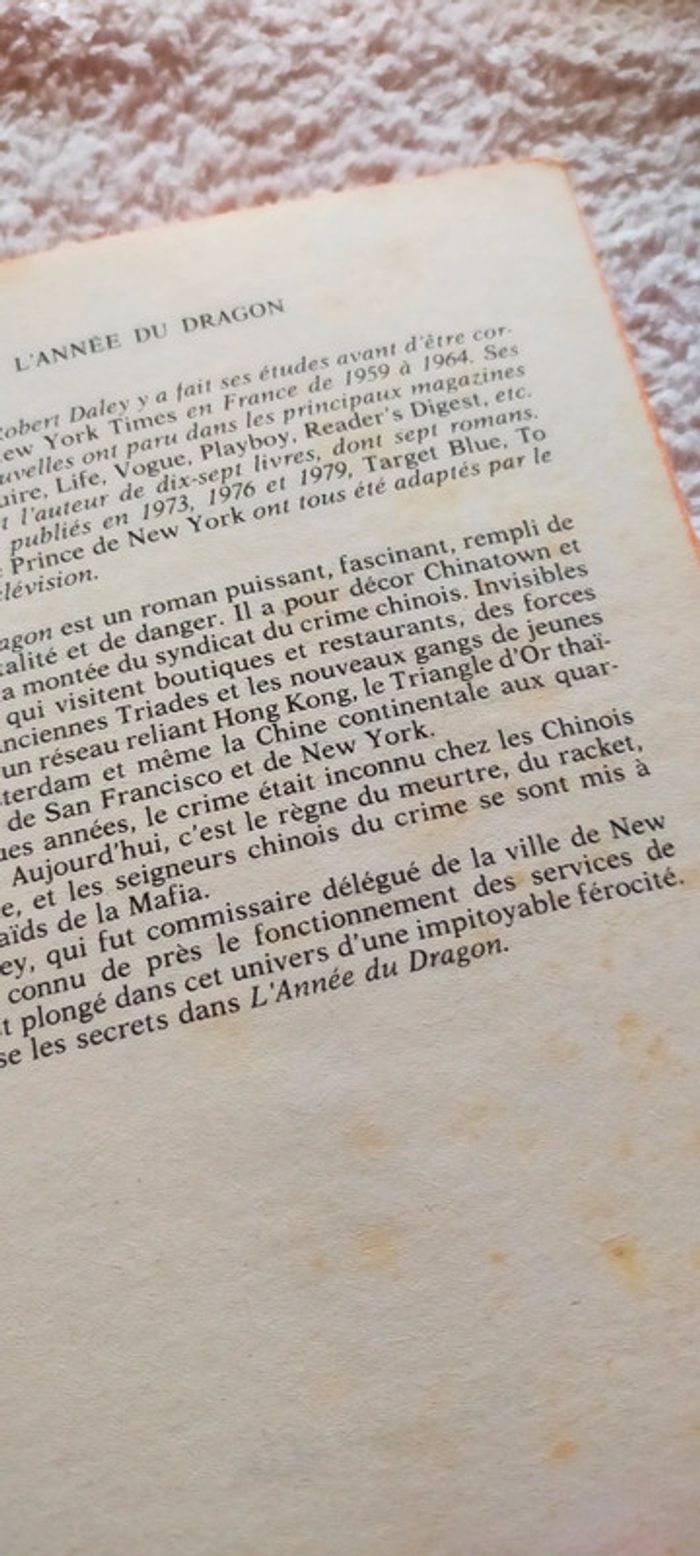 L'ANNÉE DU DRAGON
Robert Daley y a fait ses études avant d'être cor-
New York Times en France de 1959 à 1964. Ses
uvelles ont paru dans les principaux magazines
uire, Life, Vogue, Playboy, Reader's Digest, etc.
t l'auteur de dix-sept livres, dont sept romans.
publiés en 1973, 1976 et 1979, Target Blue, To
Prince de New York ont tous été adaptés par le
élévision.
agon est un roman puissant, fascinant, rempli de
talité et de danger. Il a pour décor Chinatown et
a montée du syndicat du crime chinois. Invisibles
qui visitent boutiques et restaurants, des forces
nciennes Triades et les nouveaux gangs de jeunes
un réseau reliant Hong Kong, le Triangle d'Or thaï-
terdam et même la Chine continentale aux quar-
de San Francisco et de New York.
ues années, le crime était inconnu chez les Chinois
Aujourd'hui, c'est le règne du meurtre, du racket,
e, et les seigneurs chinois du crime se sont mis à
aïds de la Mafia.
ey, qui fut commissaire délégué de la ville de New
connu de près le fonctionnement des services de
t plongé dans cet univers d'une impitoyable férocité.
se les secrets dans L'Année du Dragon.